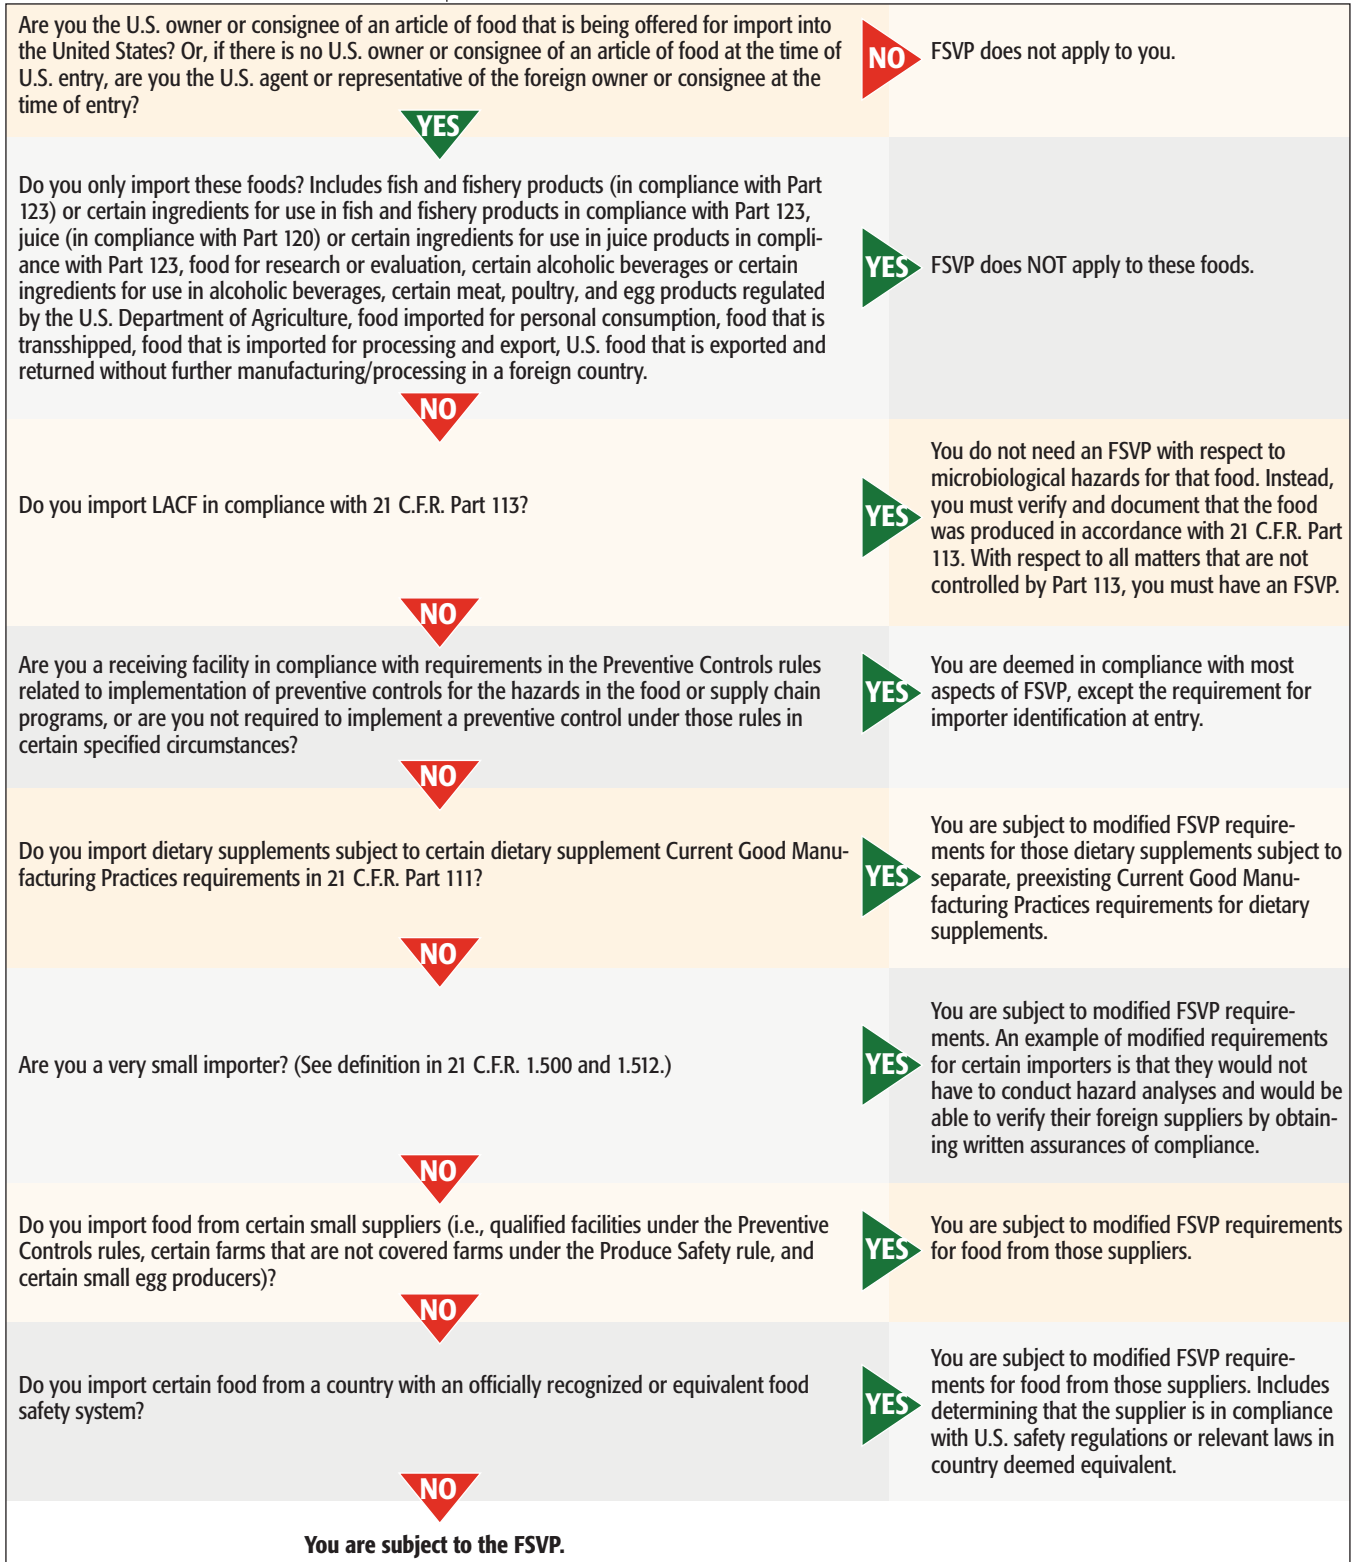 Are you the U.S. owner or consignee of an article of food that is being offered for import into
the United States? Or, if there is no U.S. owner or consignee of an article of food at the time of
U.S. entry, are you the U.S. agent or representative of the foreign owner or consignee at the
time of entry?
NO
FSVP does not apply to you.
YES
Do you only import these foods? Includes fish and fishery products (in compliance with Part
123) or certain ingredients for use in fish and fishery products in compliance with Part 123,
juice (in compliance with Part 120) or certain ingredients for use in juice products in compli-
ance with Part 123, food for research or evaluation, certain alcoholic beverages or certain
ingredients for use in alcoholic beverages, certain meat, poultry, and egg products regulated
by the U.S. Department of Agriculture, food imported for personal consumption, food that is
transshipped, food that is imported for processing and export, U.S. food that is exported and
returned without further manufacturing/processing in a foreign country.
YES
FSVP does NOT apply to these foods.
NO
Do you import LACF in compliance with 21 C.F.R. Part 113?
YES
You do not need an FSVP with respect to
microbiological hazards for that food. Instead,
you must verify and document that the food
was produced in accordance with 21 C.F.R. Part
113. With respect to all matters that are not
controlled by Part 113, you must have an FSVP.
NO
Are you a receiving facility in compliance with requirements in the Preventive Controls rules
related to implementation of preventive controls for the hazards in the food or supply chain
programs, or are you not required to implement a preventive control under those rules in
certain specified circumstances?
YES
You are deemed in compliance with most
aspects of FSVP, except the requirement for
importer identification at entry.
NO
Do you import dietary supplements subject to certain dietary supplement Current Good Manu-
facturing Practices requirements in 21 C.F.R. Part 111?
YES
You are subject to modified FSVP require-
ments for those dietary supplements subject to
separate, preexisting Current Good Manu-
facturing Practices requirements for dietary
supplements.
NO
Are you a very small importer? (See definition in 21 C.F.R. 1.500 and 1.512.)
YES
You are subject to modified FSVP require-
ments. An example of modified requirements
for certain importers is that they would not
have to conduct hazard analyses and would be
able to verify their foreign suppliers by obtain-
ing written assurances of compliance.
NO
Do you import food from certain small suppliers (i.e., qualified facilities under the Preventive
Controls rules, certain farms that are not covered farms under the Produce Safety rule, and
certain small egg producers)?
YES
You are subject to modified FSVP requirements
for food from those suppliers.
NO
Do you import certain food from a country with an officially recognized or equivalent food
safety system?
YES
You are subject to modified FSVP require-
ments for food from those suppliers. Includes
determining that the supplier is in compliance
with U.S. safety regulations or relevant laws in
country deemed equivalent.
NO
You are subject to the FSVP.